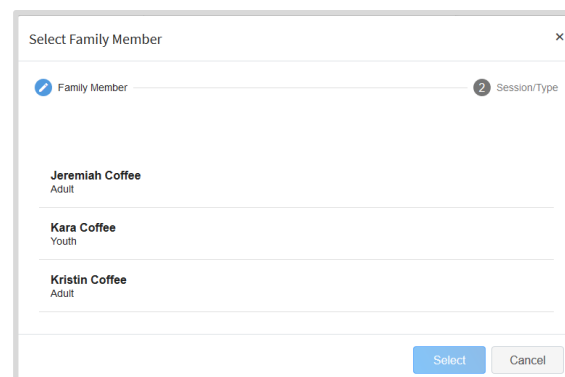 Select Family Member
×
Family Member
2 Session/Type
Jeremiah Coffee
Adult
Kara Coffee
Youth
Kristin Coffee
Adult
Select Cancel